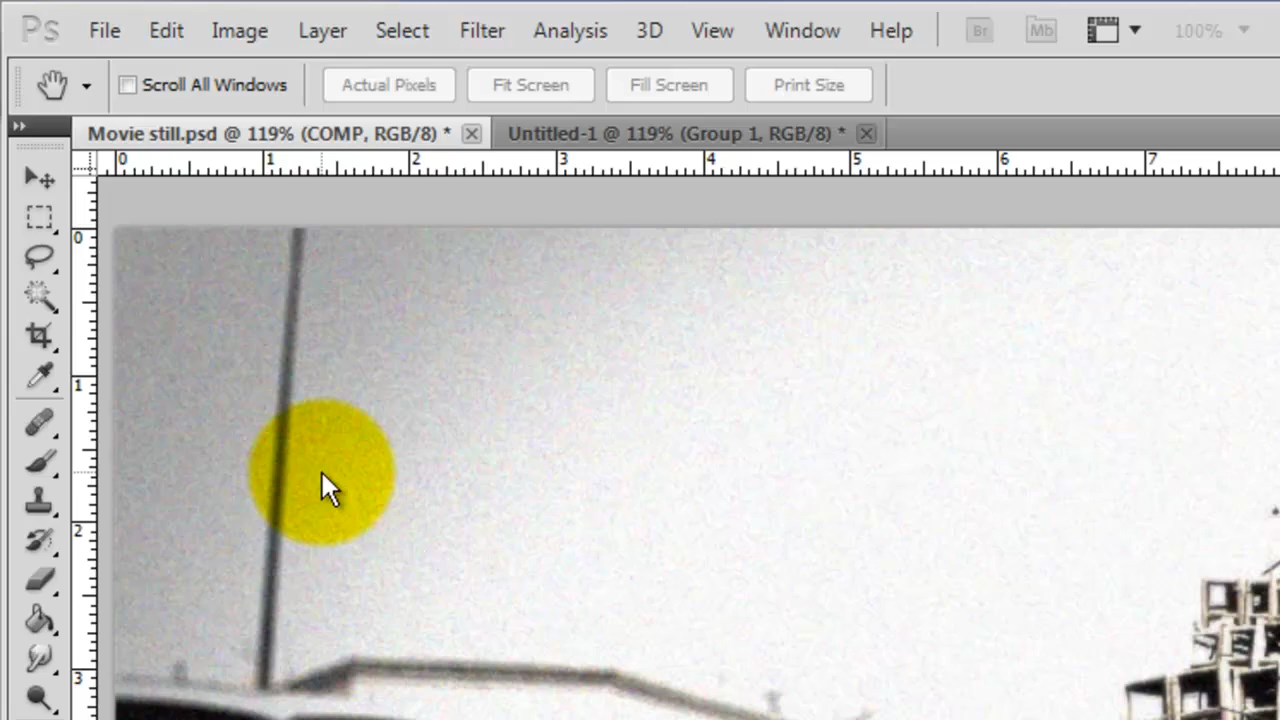 Ps File Edit Image Layer Select Filter Analysis 3D View Window Help Br Mb 100%
Scroll All Windows Actual Pixels Fit Screen Fill Screen Print Size
Movie still.psd @ 119% (COMP, RGB/8) * Untitled-1 @ 119% (Group 1, RGB/8) *
0 1 2 3 4 5 6 7
0
1
2
3